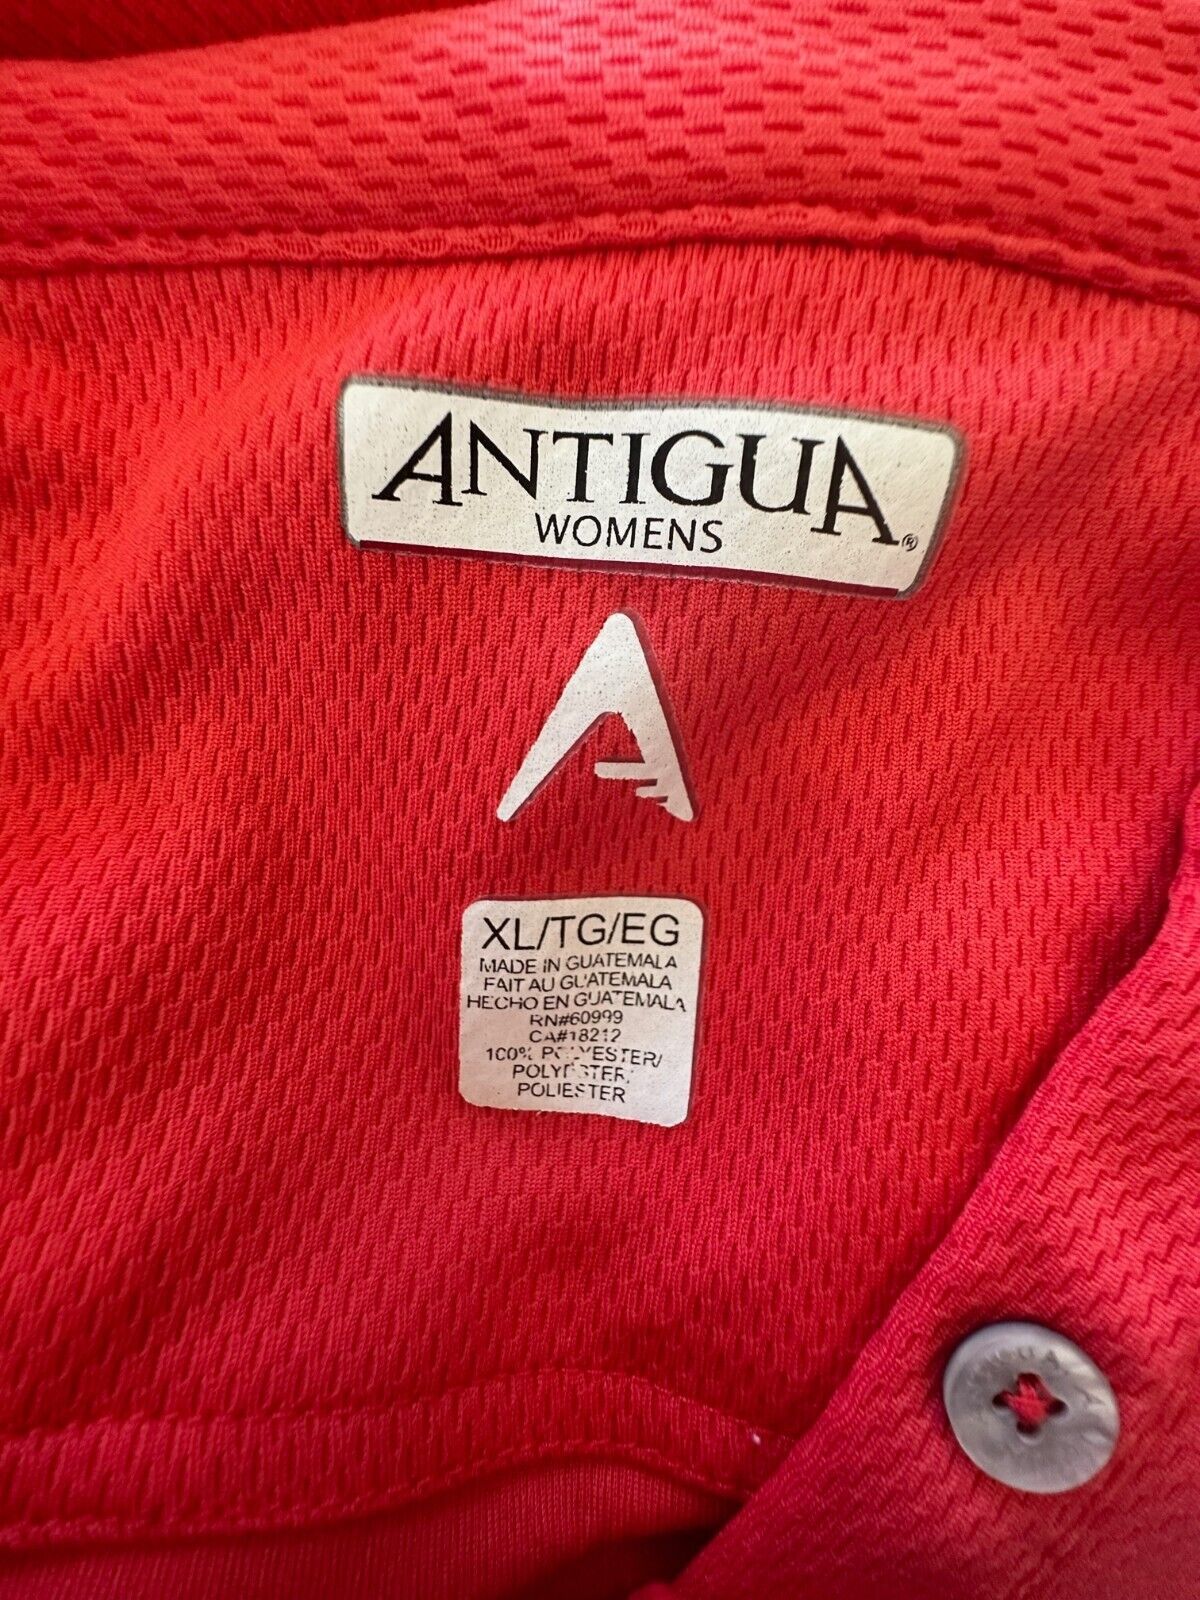 ANTIGUA®
WOMENS
XL/TG/EG
MADE IN GUATEMALA
FAIT AU GUATEMALA
HECHO EN GUATEMALA
RN#60999
CA#18212
100% POLYESTER/
POLYESTER/
POLIESTER